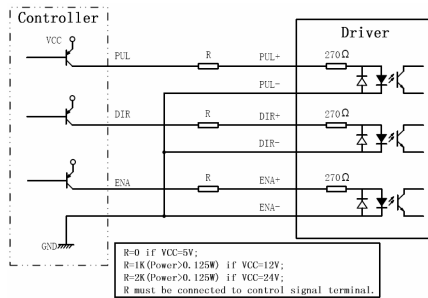 Controller
Driver
VCC
PUL
R
PUL+
270Ω
PUL-
DIR
R
DIR+
270Ω
DIR-
ENA
R
ENA+
270Ω
ENA-
GND
R=0 if VCC=5V;
R=1K(Power>0.125W) if VCC=12V;
R=2K(Power>0.125W) if VCC=24V;
R must be connected to control signal terminal.